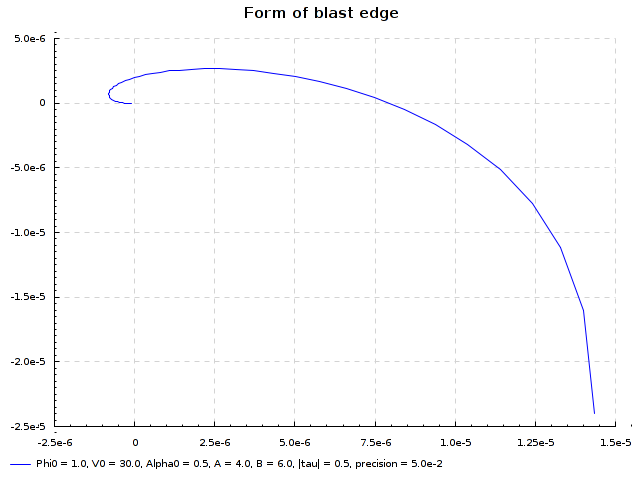 Form of blast edge
5.0e-6
0
-5.0e-6
-1.0e-5
-1.5e-5
-2.0e-5
-2.5e-5
-2.5e-6 0 2.5e-6 5.0e-6 7.5e-6 1.0e-5 1.25e-5 1.5e-5
Phi0 = 1.0, V0 = 30.0, Alpha0 = 0.5, A = 4.0, B = 6.0, |tau| = 0.5, precision = 5.0e-2